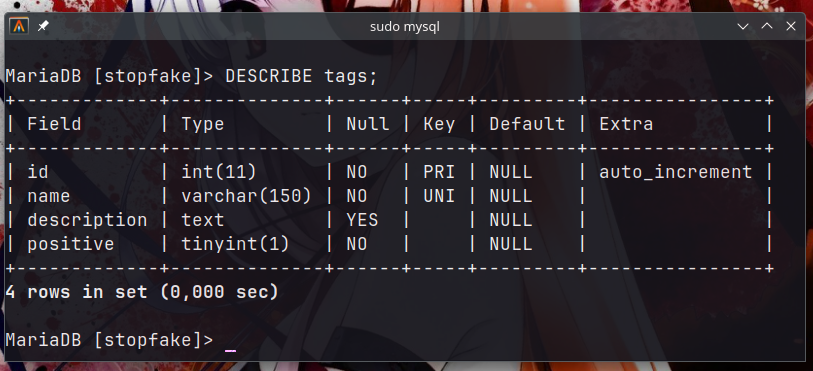 sudo mysql
MariaDB [stopfake]> DESCRIBE tags;
+-------------+--------------+------+-----+---------+----------------+
| Field       | Type         | Null | Key | Default | Extra          |
+-------------+--------------+------+-----+---------+----------------+
| id          | int(11)      | NO   | PRI | NULL    | auto_increment |
| name        | varchar(150) | NO   | UNI | NULL    |                |
| description | text         | YES  |     | NULL    |                |
| positive    | tinyint(1)   | NO   |     | NULL    |                |
+-------------+--------------+------+-----+---------+----------------+
4 rows in set (0,000 sec)
MariaDB [stopfake]> _